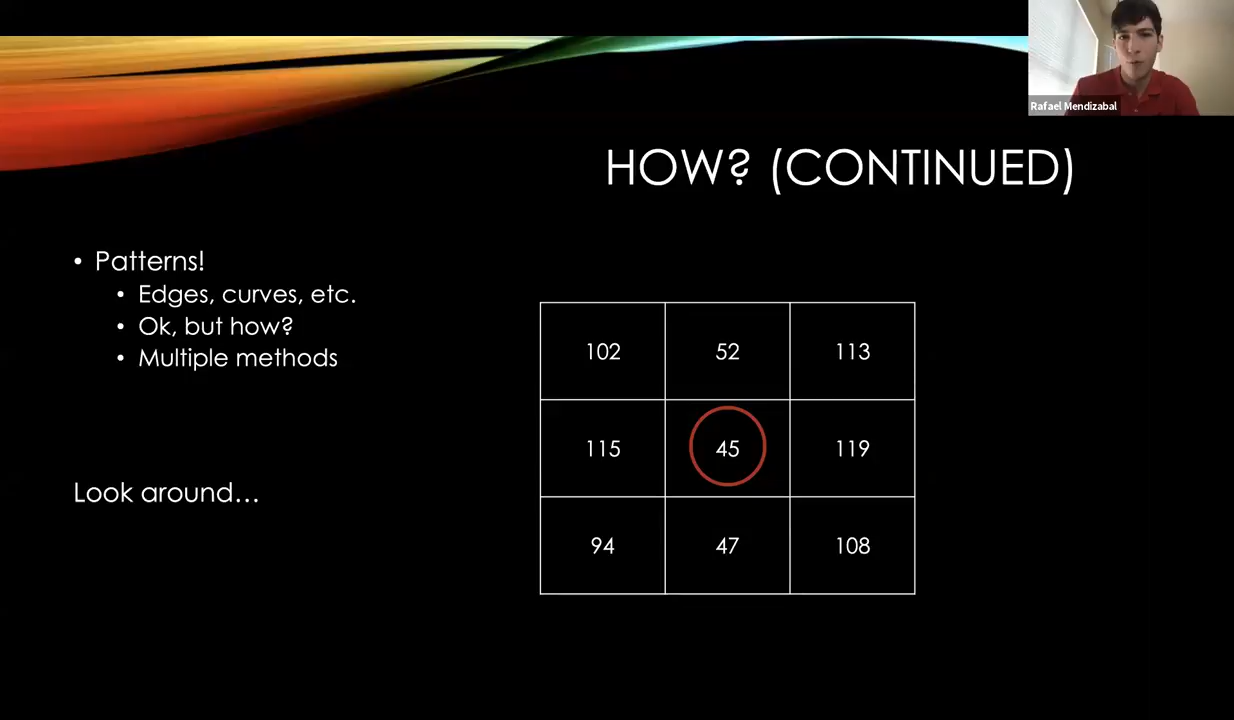 Rafael Mendizabal
HOW? (CONTINUED)
• Patterns!
• Edges, curves, etc.
• Ok, but how?
• Multiple methods
Look around…
102 52 113
115 45 119
94 47 108